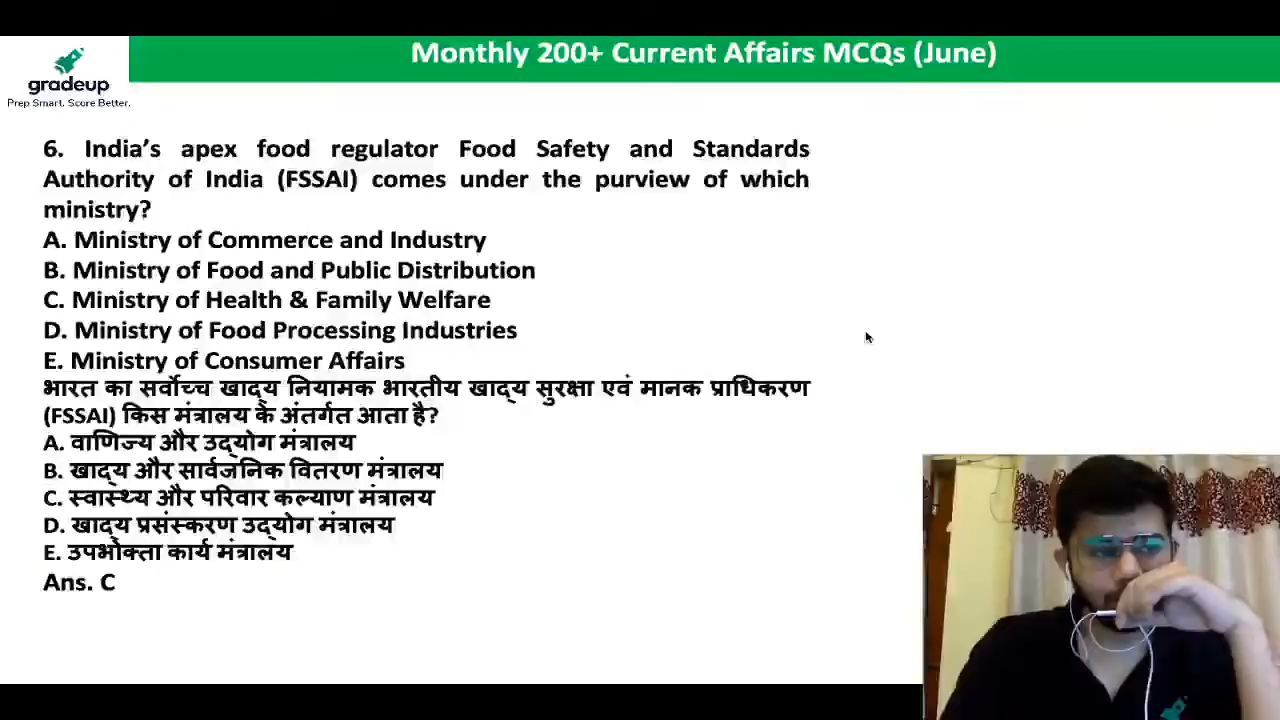 Monthly 200+ Current Affairs MCQs (June)
gradeup
Prep Smart. Score Better.
6. India’s apex food regulator Food Safety and Standards
Authority of India (FSSAI) comes under the purview of which
ministry?
A. Ministry of Commerce and Industry
B. Ministry of Food and Public Distribution
C. Ministry of Health & Family Welfare
D. Ministry of Food Processing Industries
E. Ministry of Consumer Affairs
भारत का सर्वोच्च खाद्य नियामक भारतीय खाद्य सुरक्षा एवं मानक प्राधिकरण
(FSSAI) किस मंत्रालय के अंतर्गत आता है?
A. वाणिज्य और उद्योग मंत्रालय
B. खाद्य और सार्वजनिक वितरण मंत्रालय
C. स्वास्थ्य और परिवार कल्याण मंत्रालय
D. खाद्य प्रसंस्करण उद्योग मंत्रालय
E. उपभोक्ता कार्य मंत्रालय
Ans. C